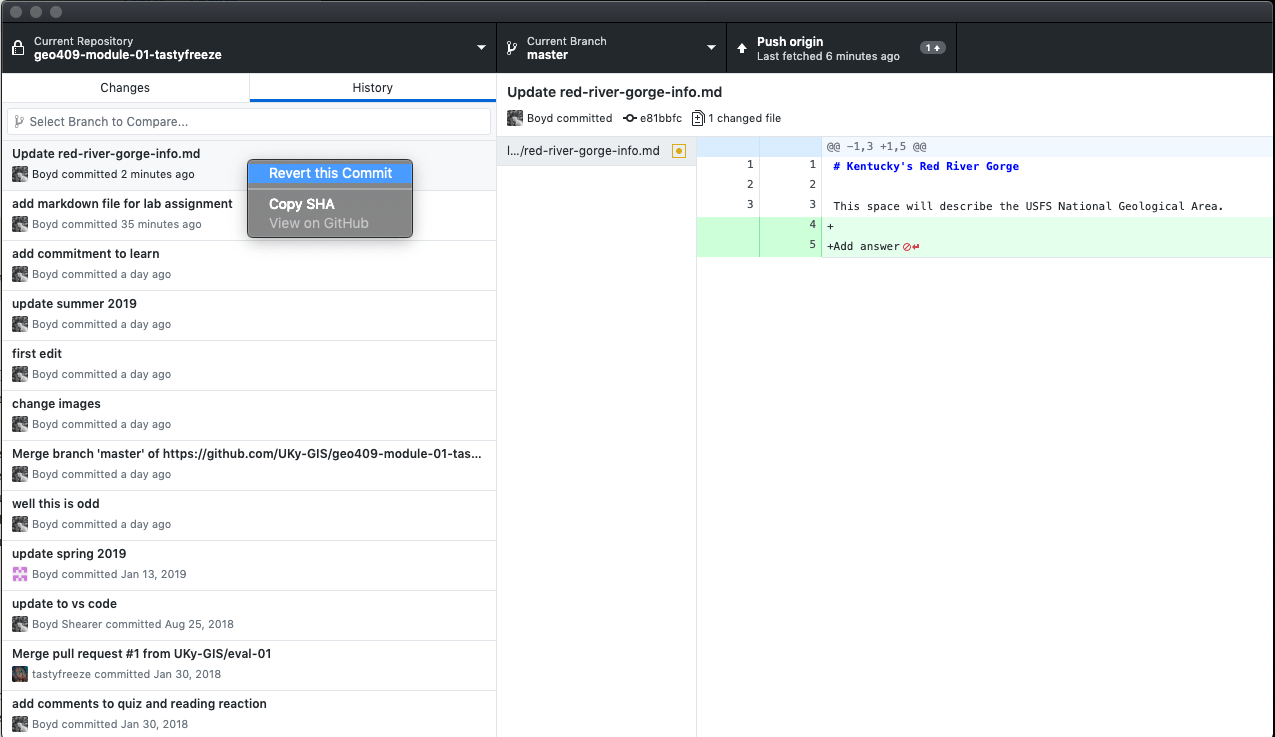 Current Repository
geo409-module-01-tastyfreeze
Current Branch
master
Push origin
Last fetched 6 minutes ago
1
Changes
History
Select Branch to Compare...
Update red-river-gorge-info.md
Boyd committed 2 minutes ago
add markdown file for lab assignment
Boyd committed 35 minutes ago
add commitment to learn
Boyd committed a day ago
update summer 2019
Boyd committed a day ago
first edit
Boyd committed a day ago
change images
Boyd committed a day ago
Merge branch 'master' of https://github.com/UKy-GIS/geo409-module-01-tas...
Boyd committed a day ago
well this is odd
Boyd committed a day ago
update spring 2019
Boyd committed Jan 13, 2019
update to vs code
Boyd Shearer committed Aug 25, 2018
Merge pull request #1 from UKy-GIS/eval-01
tastyfreeze committed Jan 30, 2018
add comments to quiz and reading reaction
Boyd committed Jan 30, 2018
Revert this Commit
Copy SHA
View on GitHub
Update red-river-gorge-info.md
Boyd committed e81bbfc 1 changed file
l.../red-river-gorge-info.md
@@ -1,3 +1,5 @@
1 1 # Kentucky's Red River Gorge
2 2
3 3 This space will describe the USFS National Geological Area.
4 +
5 +Add answer